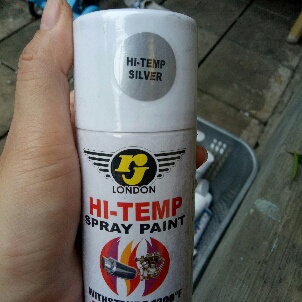 HI-TEMP
SILVER
rj
LONDON
HI-TEMP
SPRAY PAINT